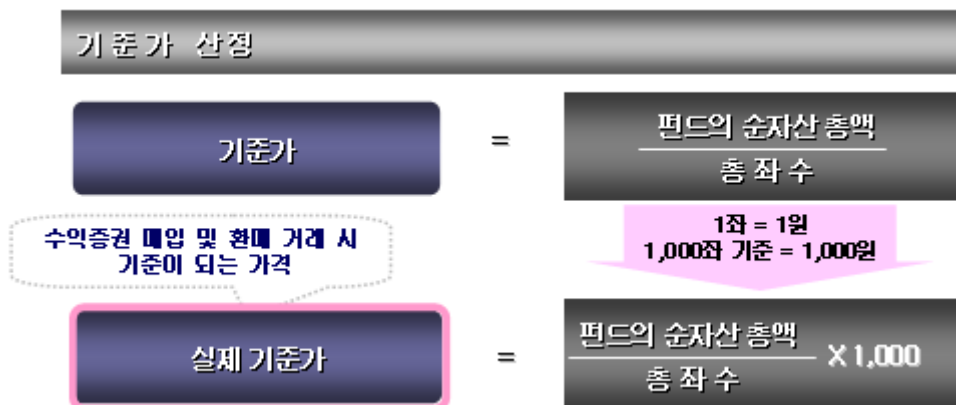 기준가 산정
기준가
=
펀드의 순자산 총액
총 좌 수
수익증권 매입 및 환매 거래 시
기준이 되는 가격
1좌 = 1원
1,000좌 기준 = 1,000원
실제 기준가
=
펀드의 순자산 총액
총 좌 수
X 1,000